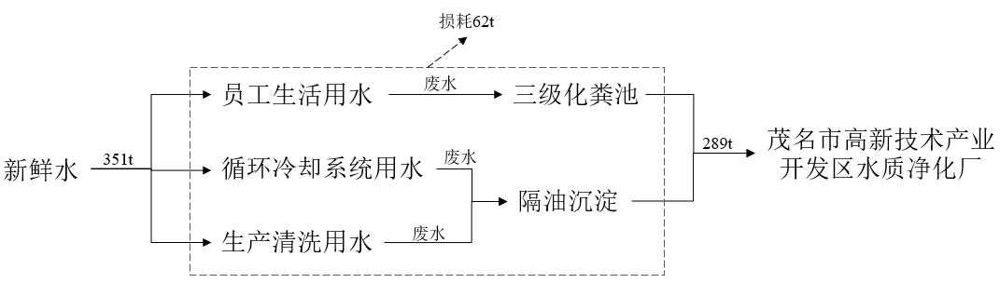 损耗62t
员工生活用水
废水
三级化粪池
新鲜水
351t
循环冷却系统用水
废水
隔油沉淀
289t
茂名市高新技术产业
开发区水质净化厂
生产清洗用水
废水